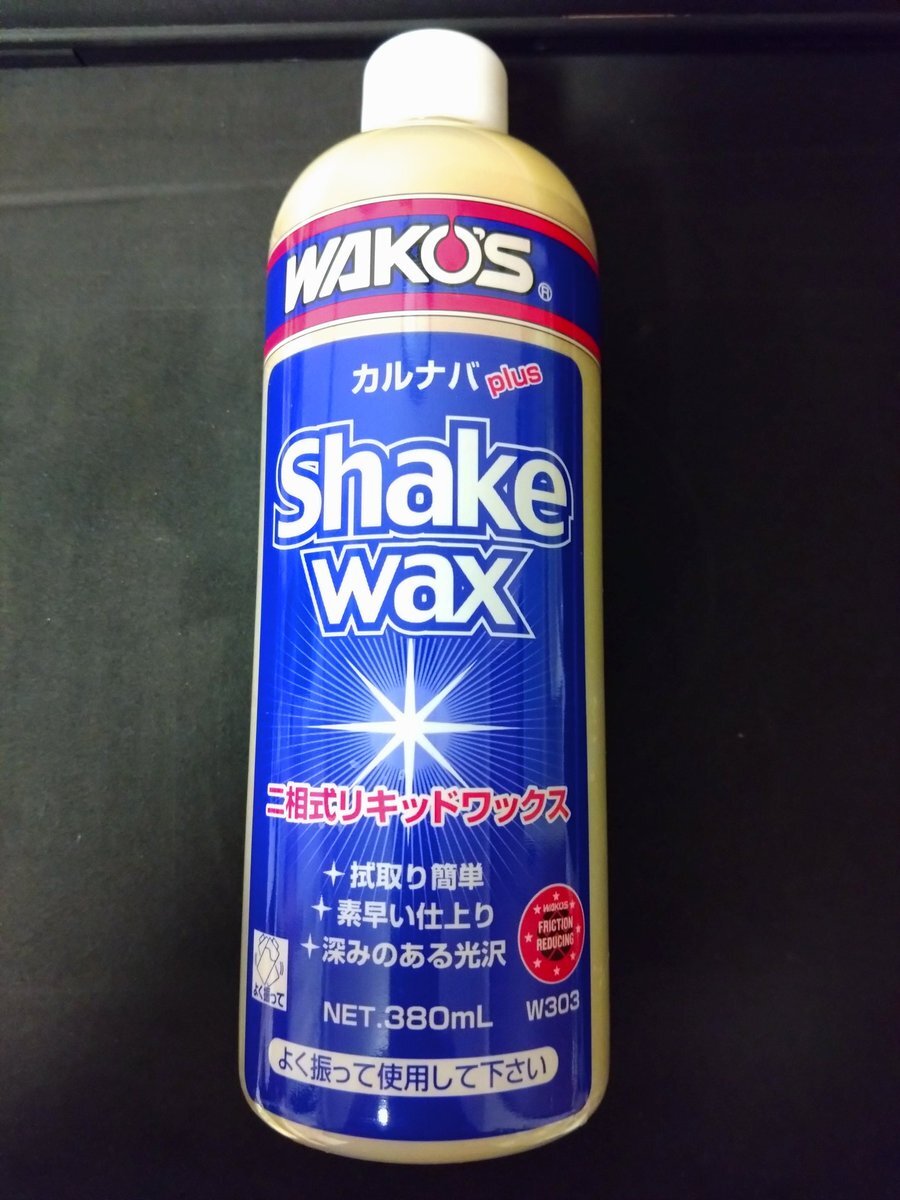 WAKO'S ®
カルナバ plus
Shake
wax
二相式リキッドワックス
拭取り簡単
素早い仕上り
深みのある光沢
WAKO'S
FRICTION
REDUCING
よく振って
NET.380mL
W303
よく振って使用して下さい